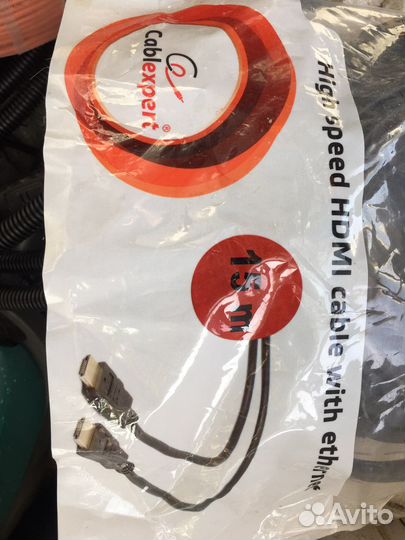 Cablexpert®
High speed HDMI cable with ethernet
15 m
Avito